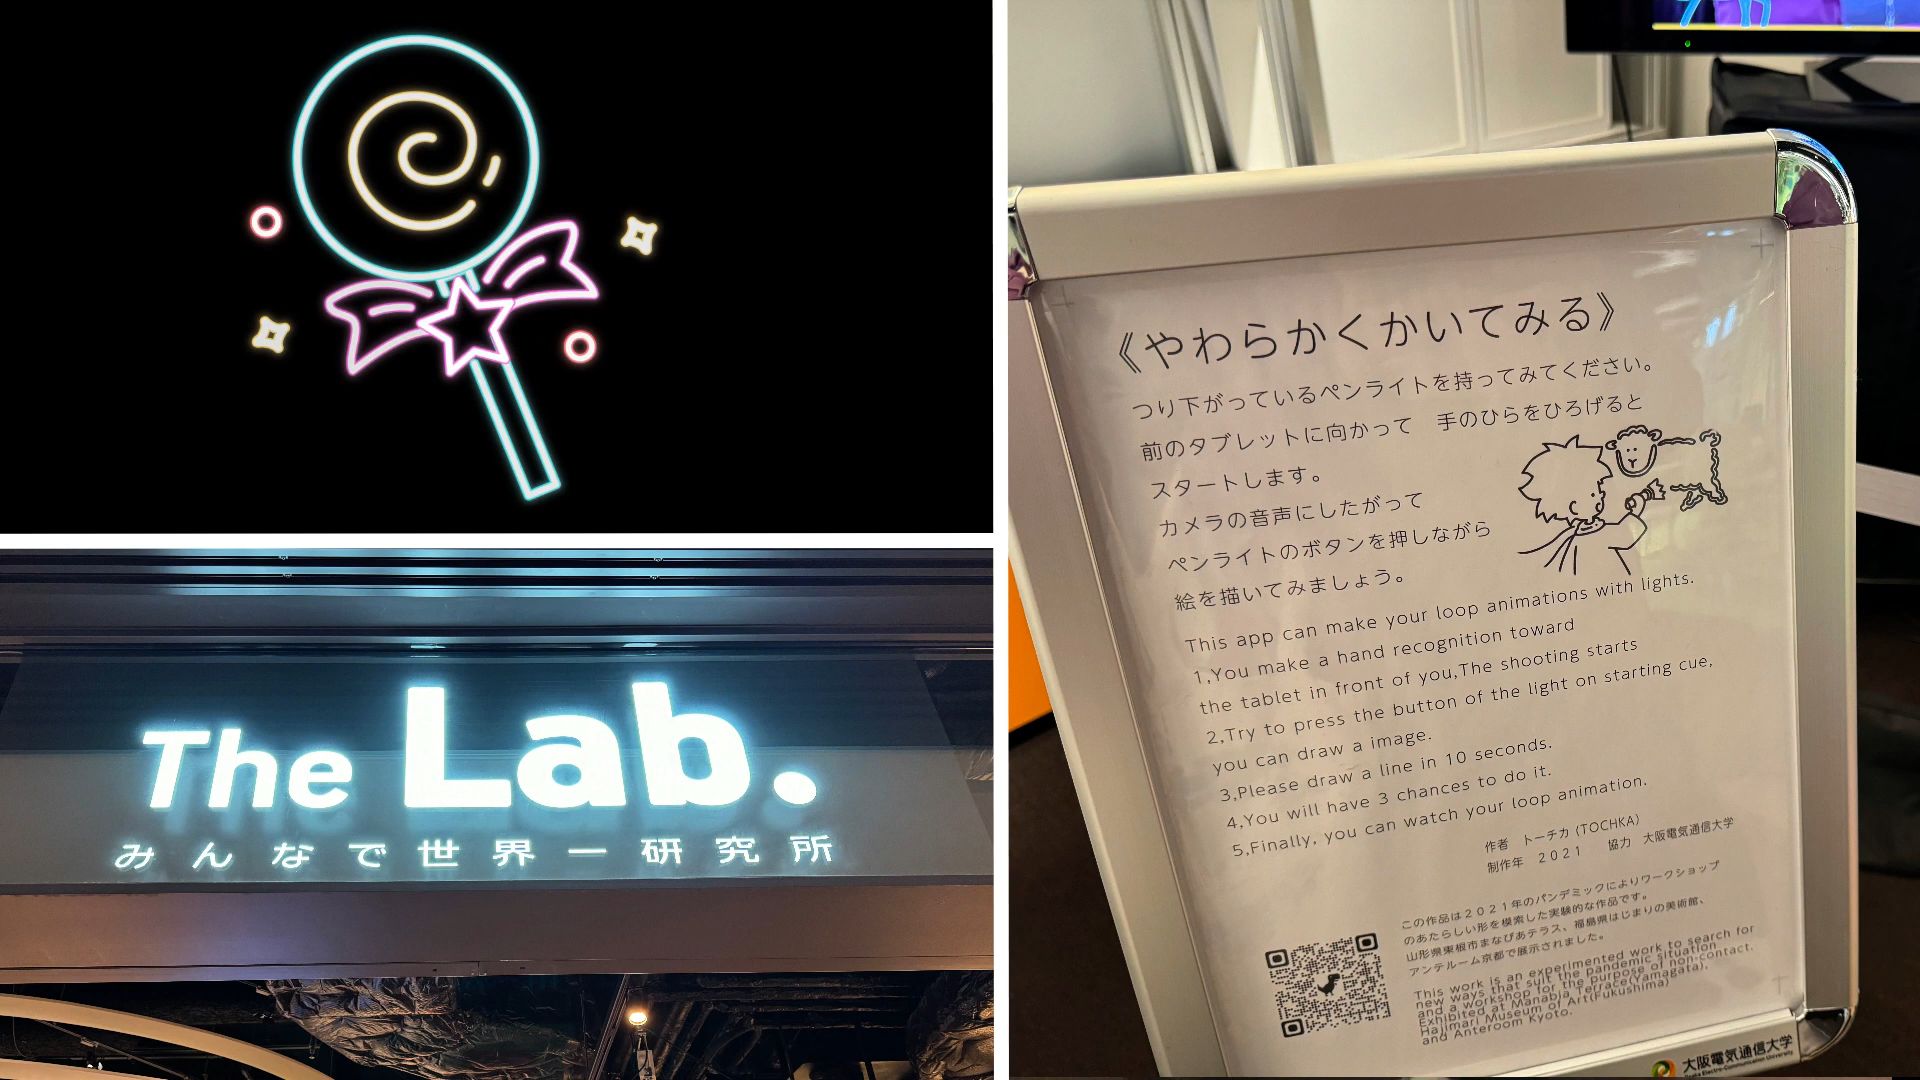 The Lab.
みんなで世界一研究所
《やわらかくかいてみる》
つり下がっているペンライトを持ってみてください。
前のタブレットに向かって 手のひらをひろげると
スタートします。
カメラの音声にしたがって
ペンライトのボタンを押しながら
絵を描いてみましょう。
This app can make your loop animations with lights.
1,You make a hand recognition toward
the tablet in front of you,The shooting starts
2,Try to press the button of the light on starting cue,
you can draw a image.
3,Please draw a line in 10 seconds.
4,You will have 3 chances to do it.
5,Finally, you can watch your loop animation.
作者 トーチカ (TOCHKA)
制作年 2021 協力 大阪電気通信大学
この作品は2021年のパンデミックによりワークショップ
のあたらしい形を模索した実験的な作品です。
山形県東根市まなびあテラス、福島県はじまりの美術館、
アンテルーム京都で展示されました。
This work is an experimented work to search for
new ways that suit the pandemic situation
and a workshop for the purpose of non-contact.
Exhibited at Manabia Terrace(Yamagata),
Hajimari Museum of Art(Fukushima)
and Anteroom Kyoto.
大阪電気通信大学
Osaka Electro-Communication University